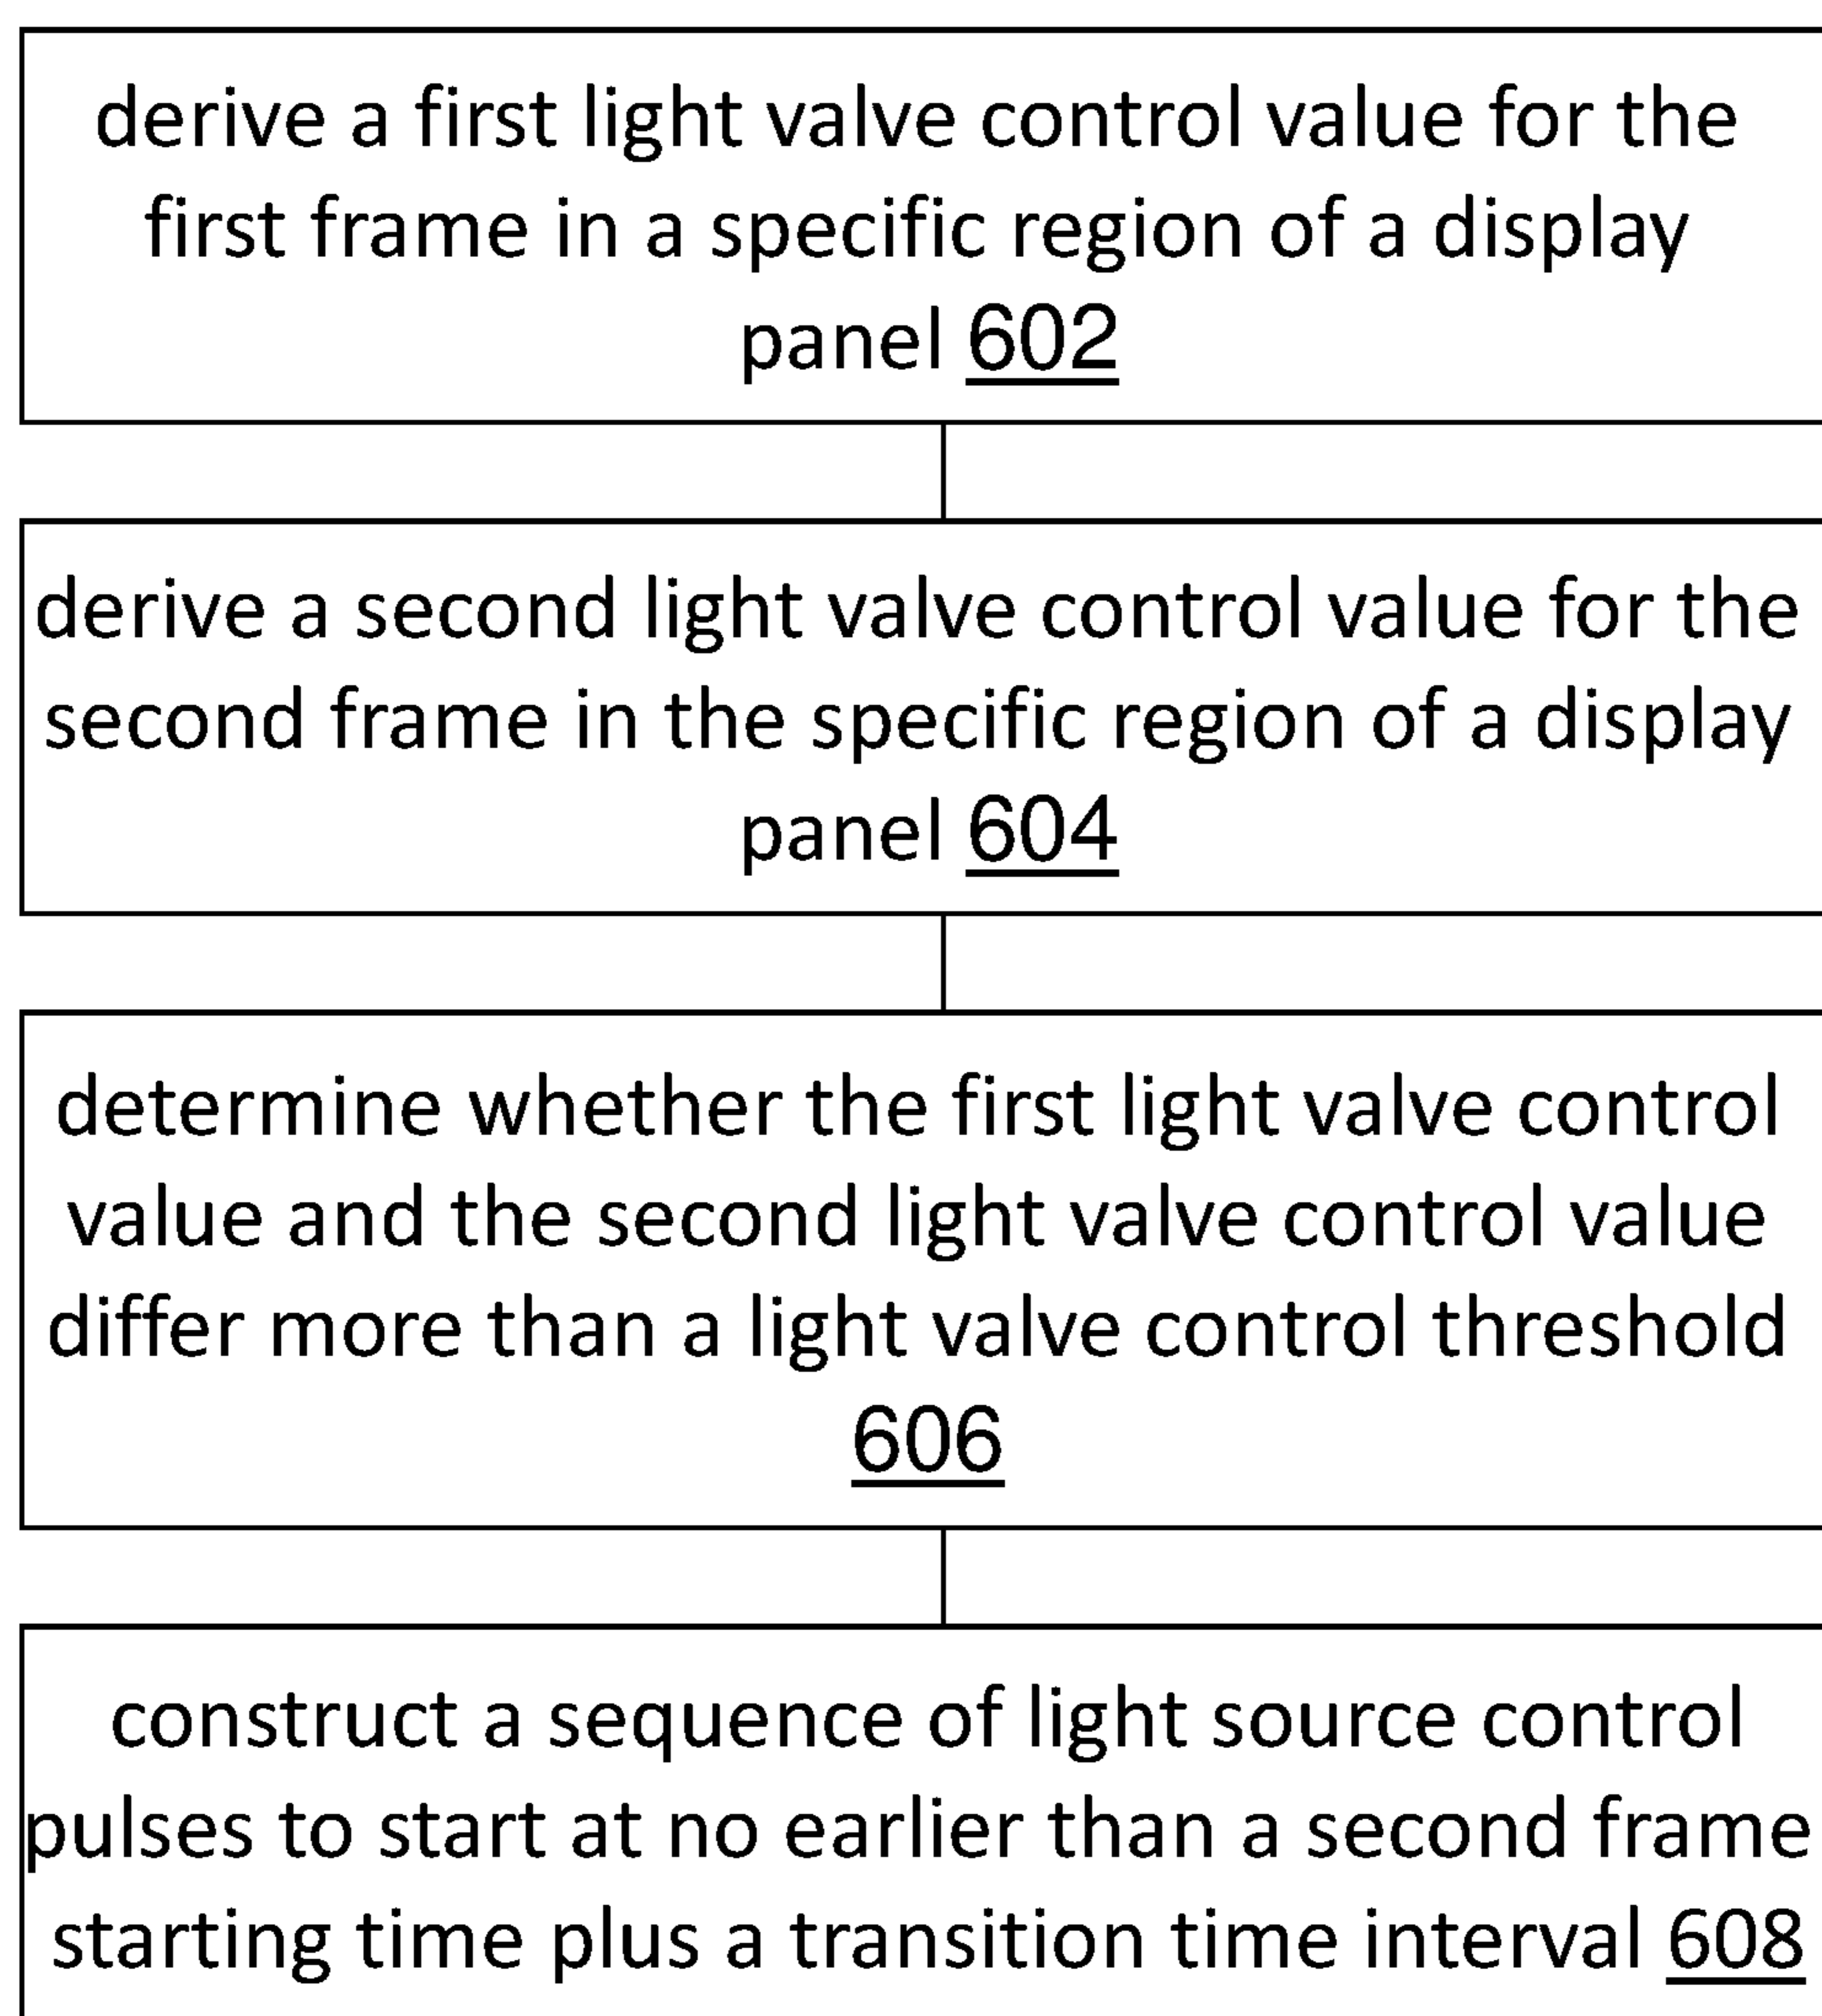 derive a first light valve control value for the
first frame in a specific region of a display
panel 602
derive a second light valve control value for the
second frame in the specific region of a display
panel 604
determine whether the first light valve control
value and the second light valve control value
differ more than a light valve control threshold
606
construct a sequence of light source control
pulses to start at no earlier than a second frame
starting time plus a transition time interval 608